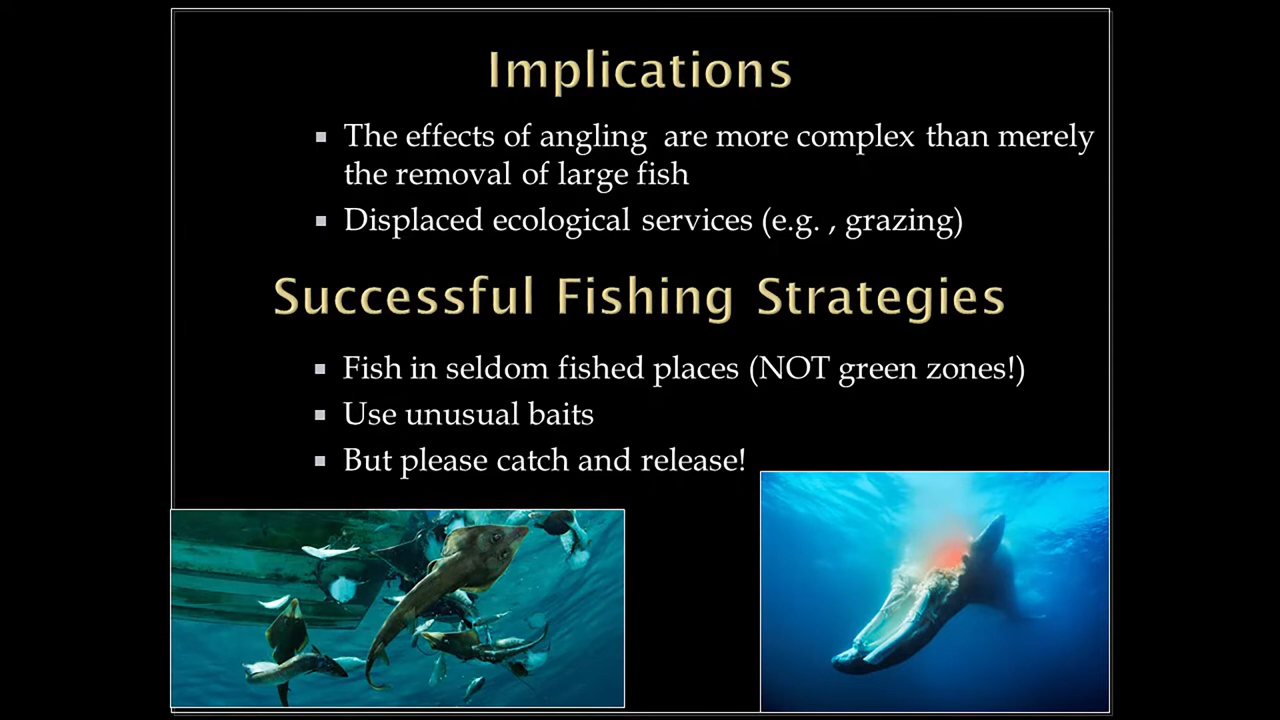 Implications
The effects of angling  are more complex than merely
the removal of large fish
Displaced ecological services (e.g. , grazing)
Successful Fishing Strategies
Fish in seldom fished places (NOT green zones!)
Use unusual baits
But please catch and release!